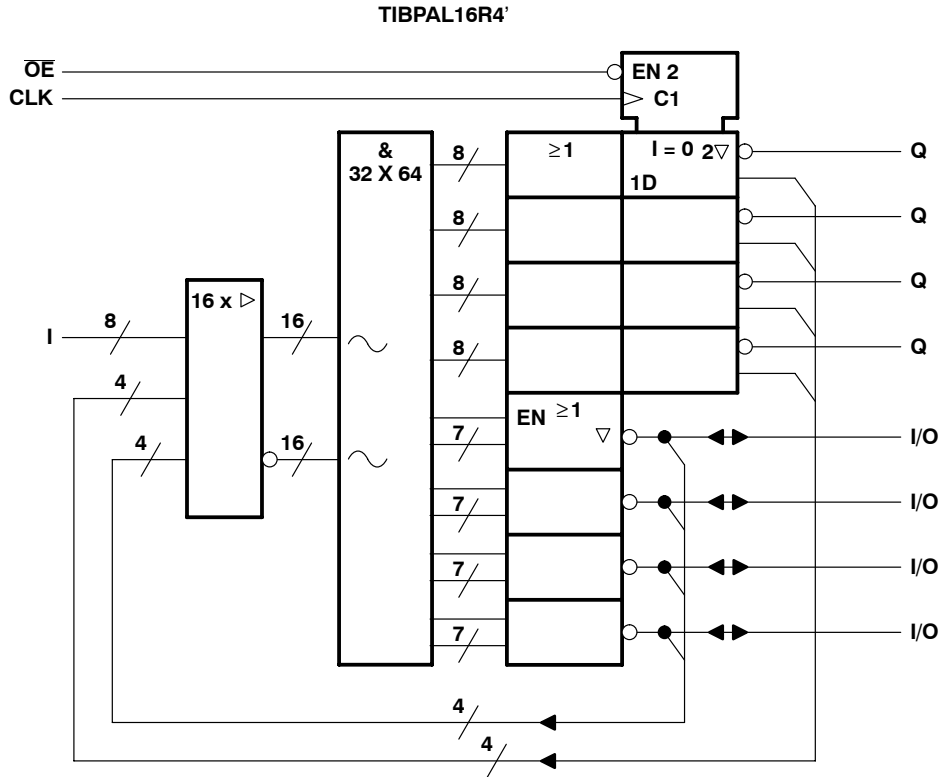 TIBPAL16R4’
O̅E̅
EN 2
CLK
C1
&
32 X 64
8
≥1
I = 0 2▽
Q
1D
8
Q
8
Q
16 x ▷
I
8
16
8
Q
4
EN ≥1
▽
7
I/O
4
16
7
I/O
7
I/O
7
I/O
4
4